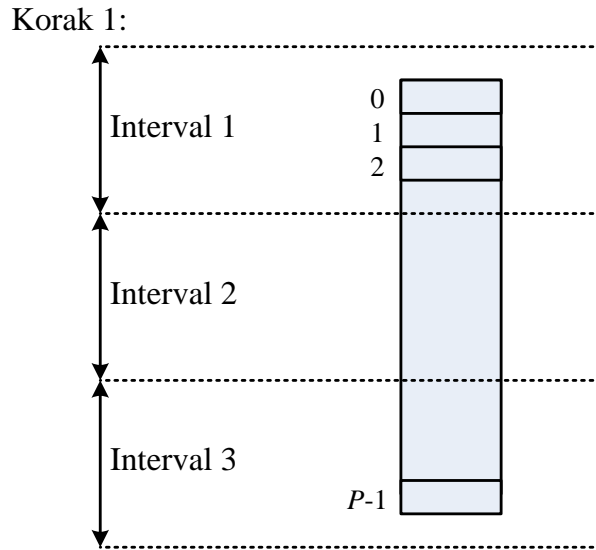 Korak 1:
0
Interval 1
1
2
Interval 2
Interval 3
P-1